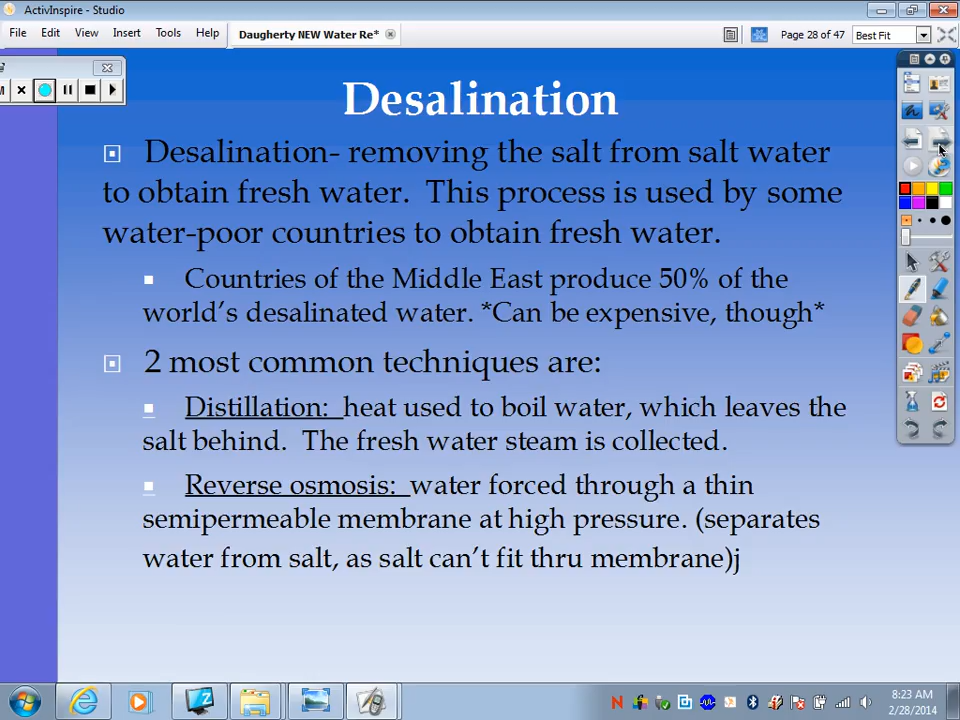 ActivInspire - Studio
File Edit View Insert Tools Help
Daugherty NEW Water Re*
Page 28 of 47
Best Fit
Desalination
Desalination- removing the salt from salt water
to obtain fresh water. This process is used by some
water-poor countries to obtain fresh water.
Countries of the Middle East produce 50% of the
world’s desalinated water. *Can be expensive, though*
2 most common techniques are:
Distillation: heat used to boil water, which leaves the
salt behind. The fresh water steam is collected.
Reverse osmosis: water forced through a thin
semipermeable membrane at high pressure. (separates
water from salt, as salt can’t fit thru membrane)j
8:23 AM
2/28/2014